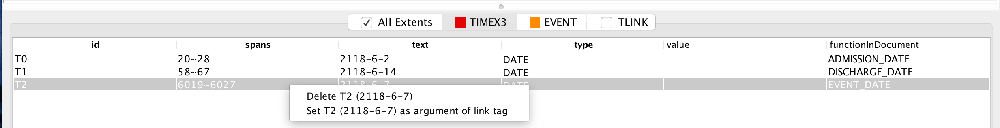 All Extents TIMEX3 EVENT TLINK
id spans text type value functionInDocument
T0 20~28 2118-6-2 DATE ADMISSION_DATE
T1 58~67 2118-6-14 DATE DISCHARGE_DATE
T2 6019~6027 2118-6-7 DATE EVENT_DATE
Delete T2 (2118-6-7)
Set T2 (2118-6-7) as argument of link tag